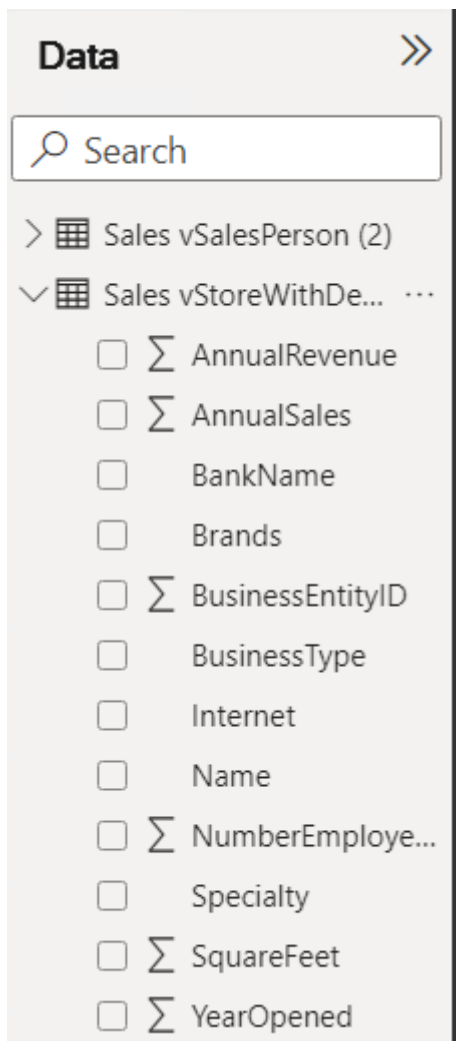 Data
Search
Sales vSalesPerson (2)
Sales vStoreWithDe... ...
AnnualRevenue
AnnualSales
BankName
Brands
BusinessEntityID
BusinessType
Internet
Name
NumberEmploye...
Specialty
SquareFeet
YearOpened